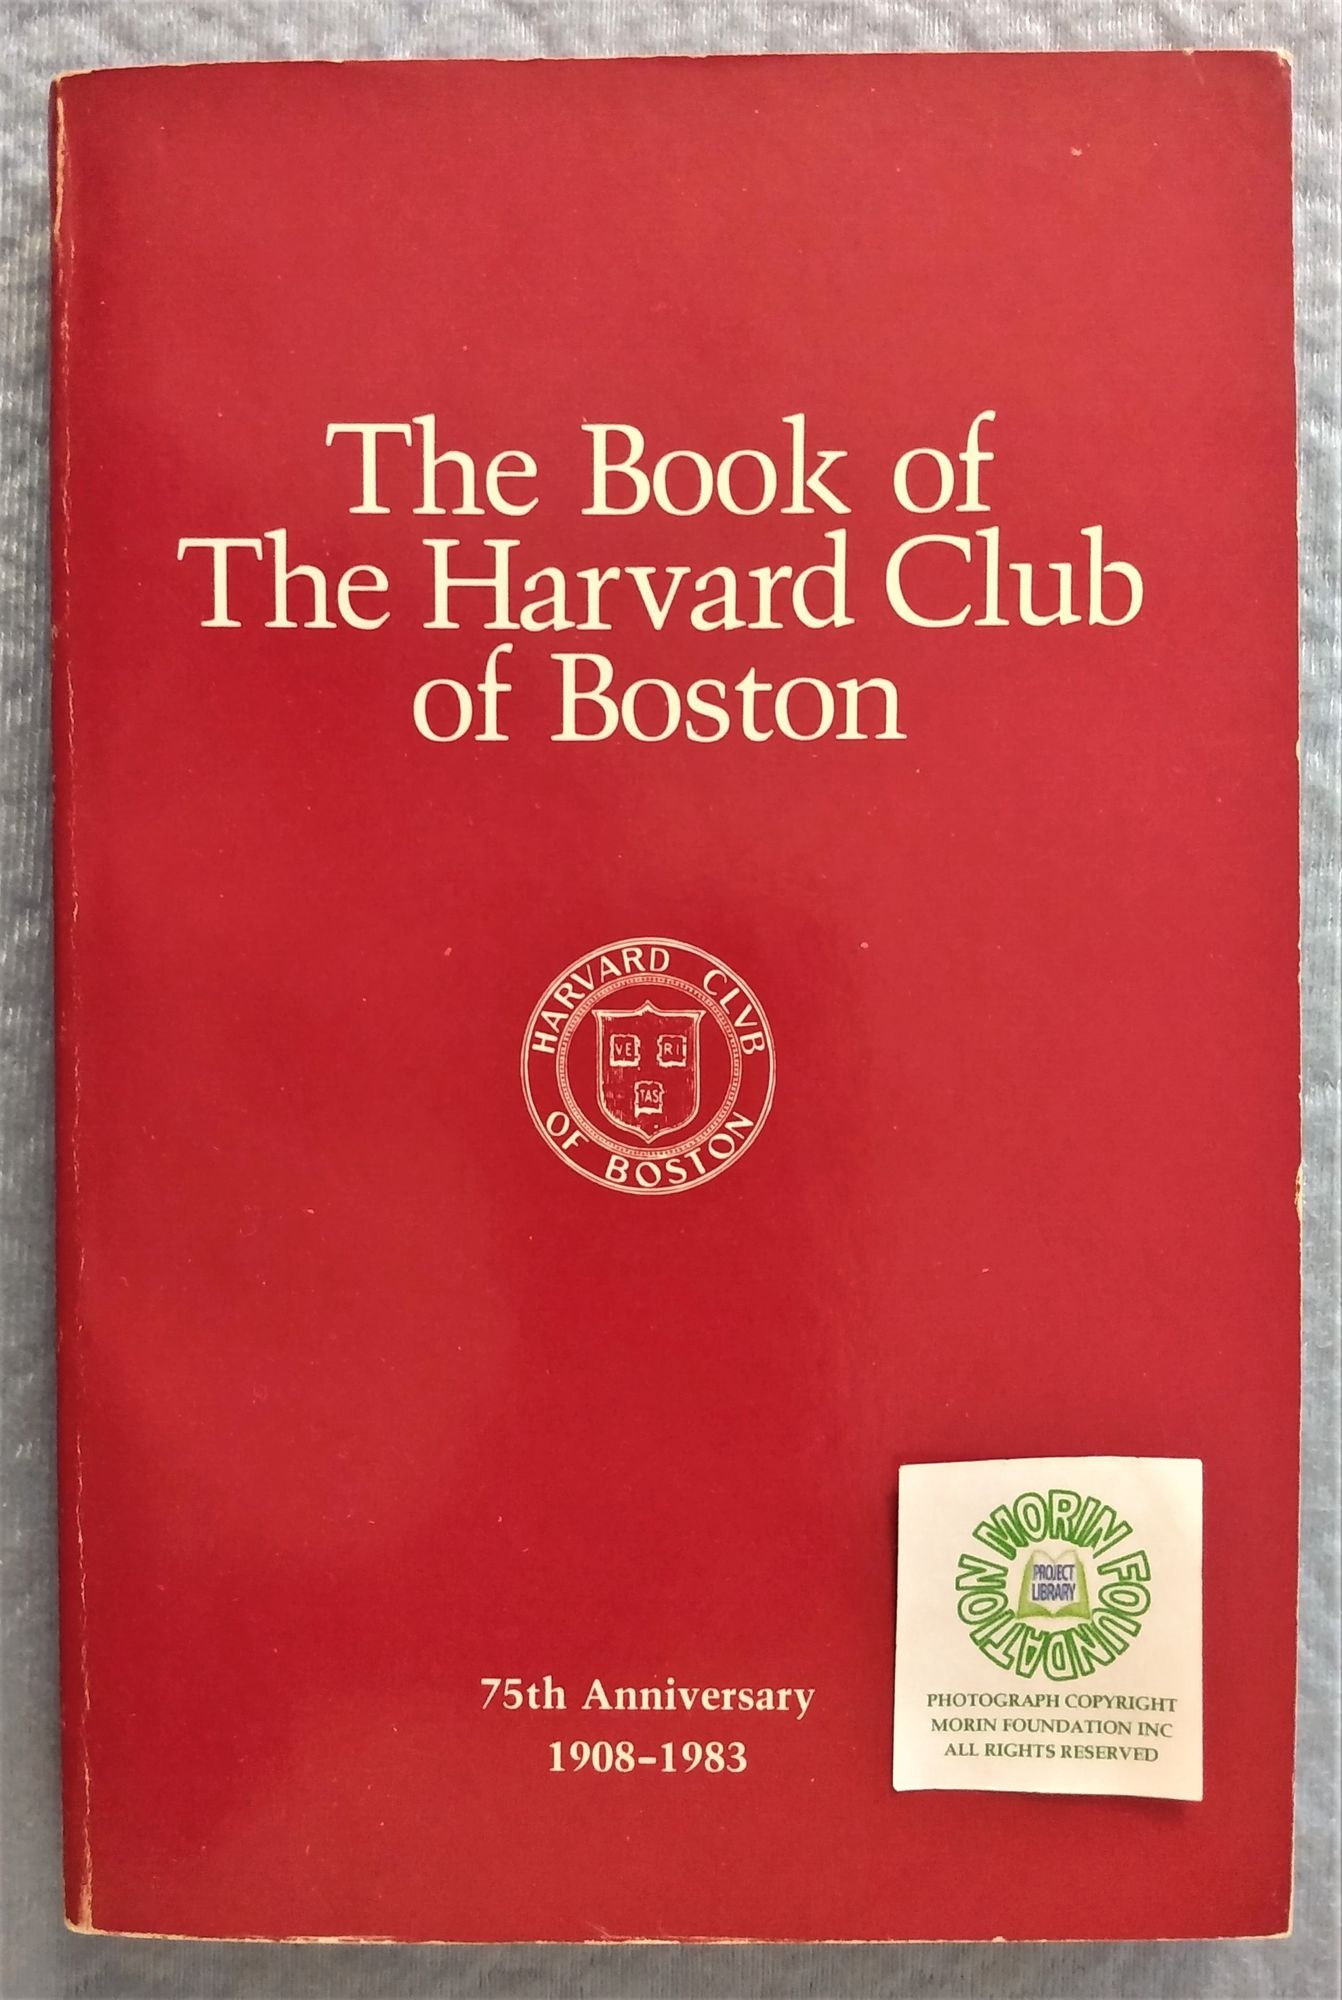 The Book of
The Harvard Club
of Boston
HARVARD CLVB
OF BOSTON
VE RI
TAS
75th Anniversary
1908–1983
MORIN FOUNDATION
PROJECT
LIBRARY
PHOTOGRAPH COPYRIGHT
MORIN FOUNDATION INC
ALL RIGHTS RESERVED